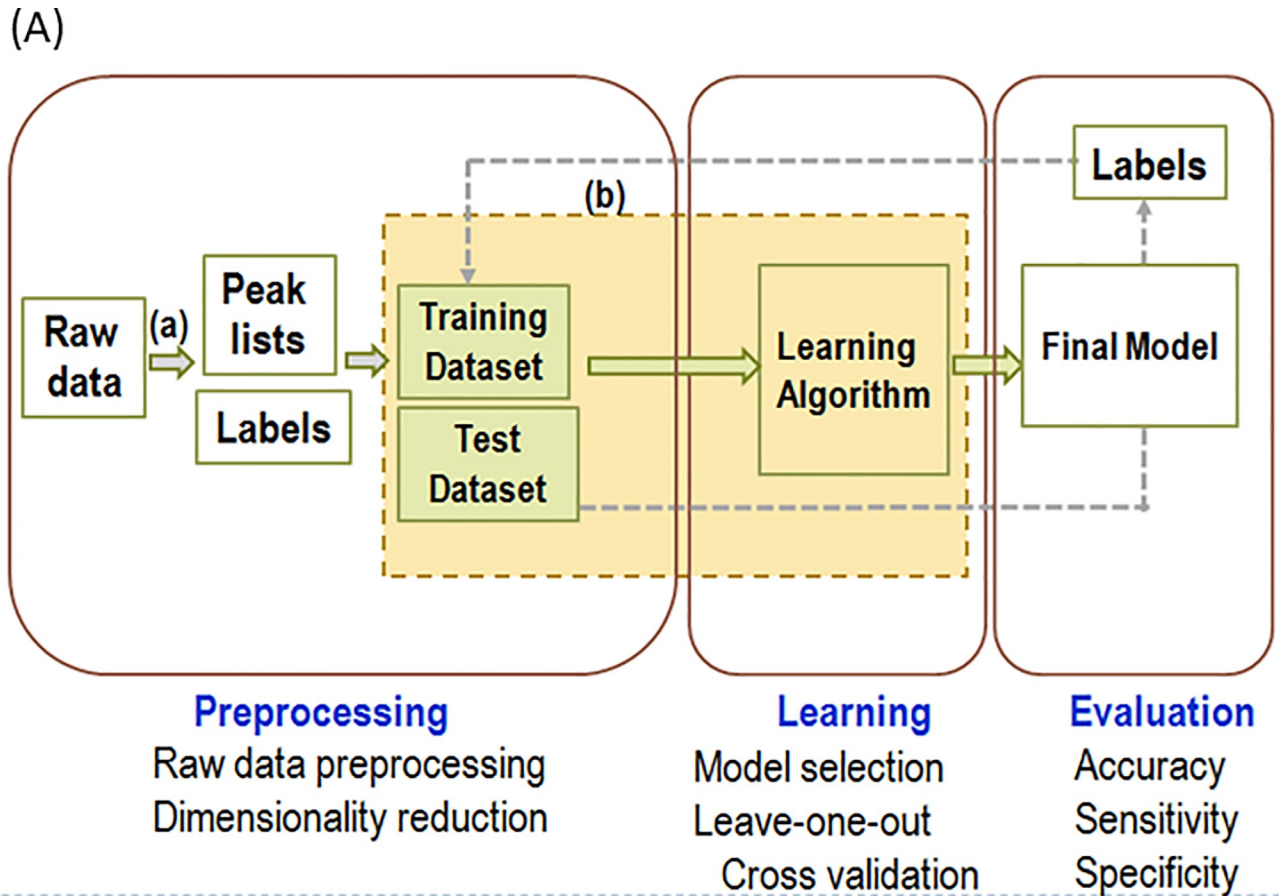 (A)
Raw
data
(a)
Peak
lists
Labels
(b)
Training
Dataset
Test
Dataset
Learning
Algorithm
Final Model
Labels
Preprocessing
Raw data preprocessing
Dimensionality reduction
Learning
Model selection
Leave-one-out
Cross validation
Evaluation
Accuracy
Sensitivity
Specificity